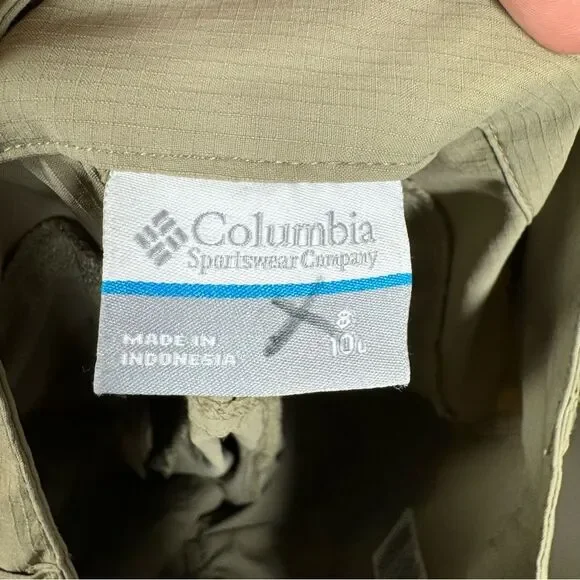 Columbia
Sportswear Company
MADE IN
INDONESIA
8
10